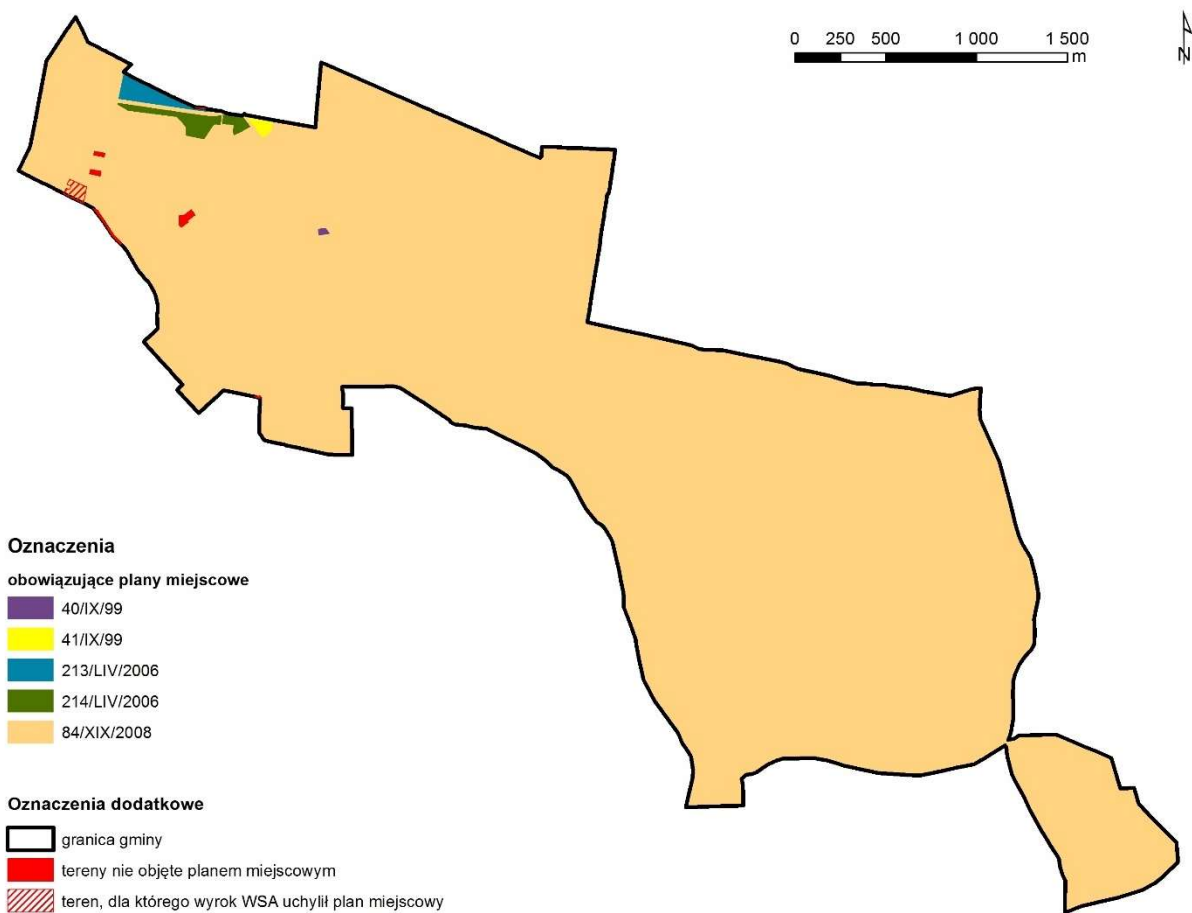 0 250 500 1 000 1 500
m
N
Oznaczenia
obowiązujące plany miejscowe
40/IX/99
41/IX/99
213/LIV/2006
214/LIV/2006
84/XIX/2008
Oznaczenia dodatkowe
granica gminy
tereny nie objęte planem miejscowym
teren, dla którego wyrok WSA uchylił plan miejscowy